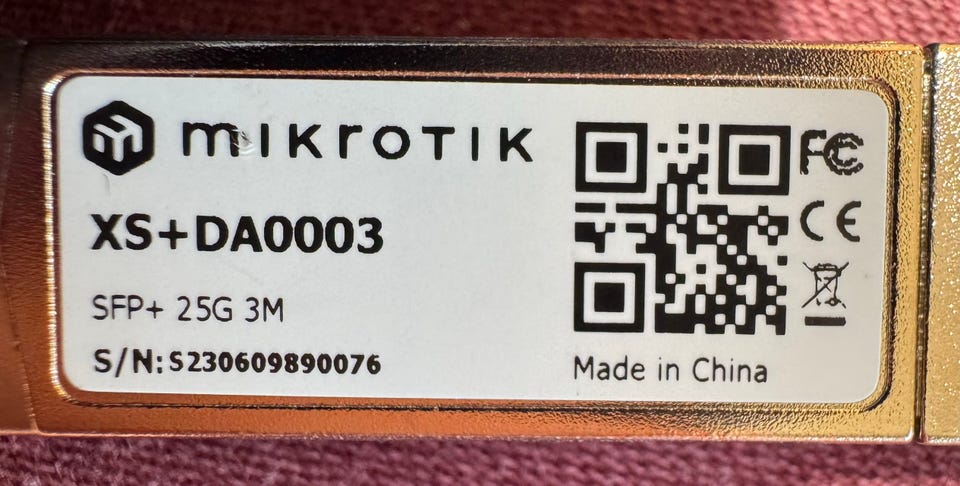 mikrotik
XS+DA0003
SFP+ 25G 3M
S/N: S230609890076
FC
CE
Made in China